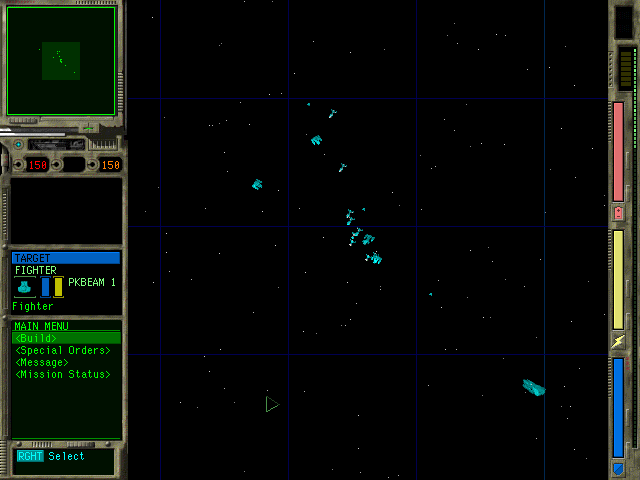 150 150
TARGET
FIGHTER
PKBEAM 1
Fighter
MAIN MENU
<Build>
<Special Orders>
<Message>
<Mission Status>
RGHT Select